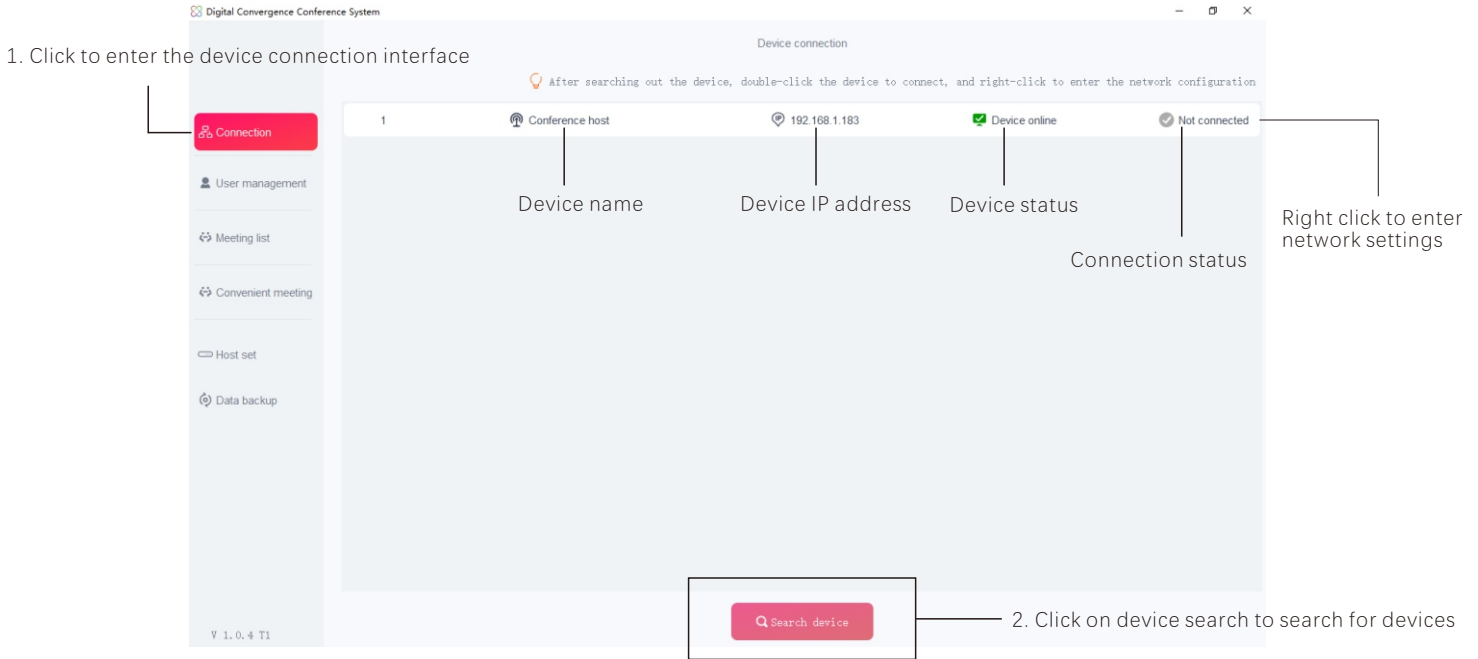 Digital Convergence Conference System
Device connection
1. Click to enter the device connection interface
After searching out the device, double-click the device to connect, and right-click to enter the network configuration
Connection
1 Conference host 192.168.1.183 Device online Not connected
User management
Device name Device IP address Device status
Right click to enter
network settings
Meeting list
Connection status
Convenient meeting
Host set
Data backup
Search device
2. Click on device search to search for devices
V 1.0.4 T1